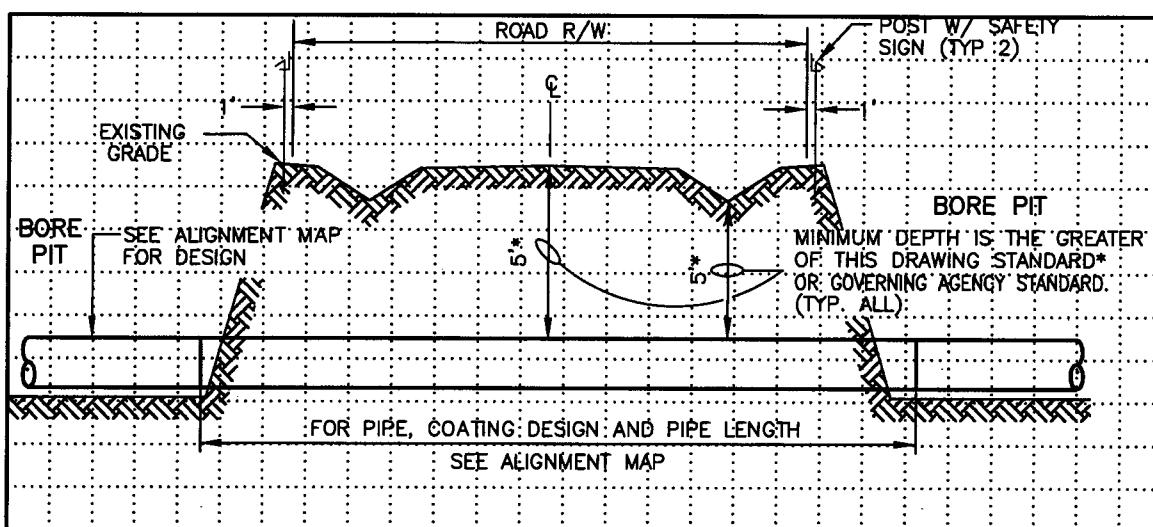 ROAD R/W
POST W/ SAFETY
SIGN (TYP 2)
℄
1'
1'
EXISTING
GRADE
BORE
PIT
SEE ALIGNMENT MAP
FOR DESIGN
5'*
5'*
BORE PIT
MINIMUM DEPTH IS THE GREATER
OF THIS DRAWING STANDARD*
OR GOVERNING AGENCY STANDARD.
(TYP. ALL)
FOR PIPE, COATING DESIGN AND PIPE LENGTH
SEE ALIGNMENT MAP